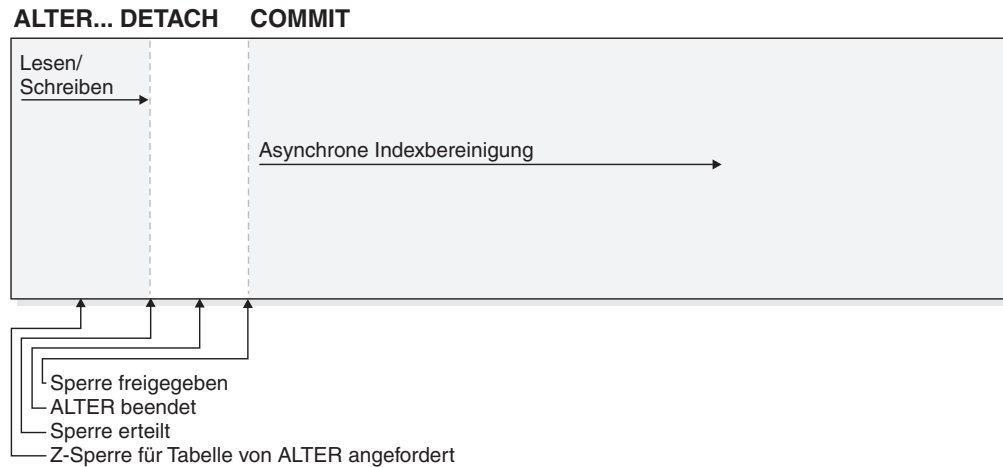 ALTER... DETACH COMMIT
Lesen/
Schreiben
Asynchrone Indexbereinigung
Sperre freigegeben
ALTER beendet
Sperre erteilt
Z-Sperre für Tabelle von ALTER angefordert